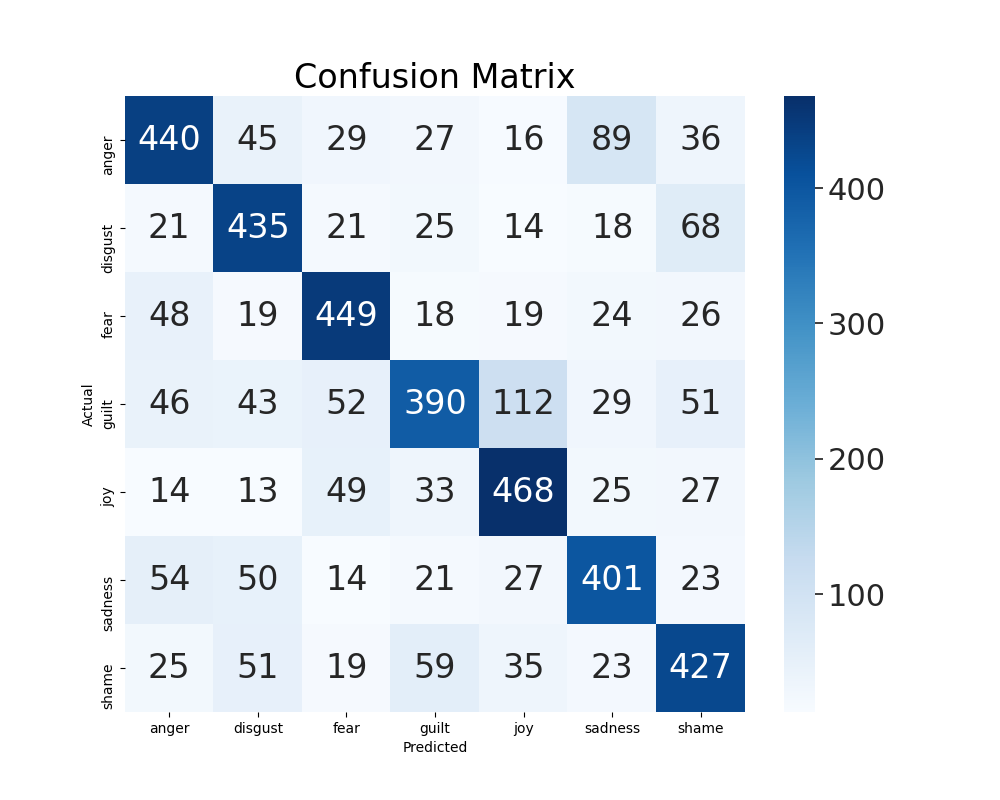 Confusion Matrix
anger 440 45 29 27 16 89 36
disgust 21 435 21 25 14 18 68
fear 48 19 449 18 19 24 26
Actual
guilt 46 43 52 390 112 29 51
joy 14 13 49 33 468 25 27
sadness 54 50 14 21 27 401 23
shame 25 51 19 59 35 23 427
anger disgust fear guilt joy sadness shame
Predicted
400
300
200
100